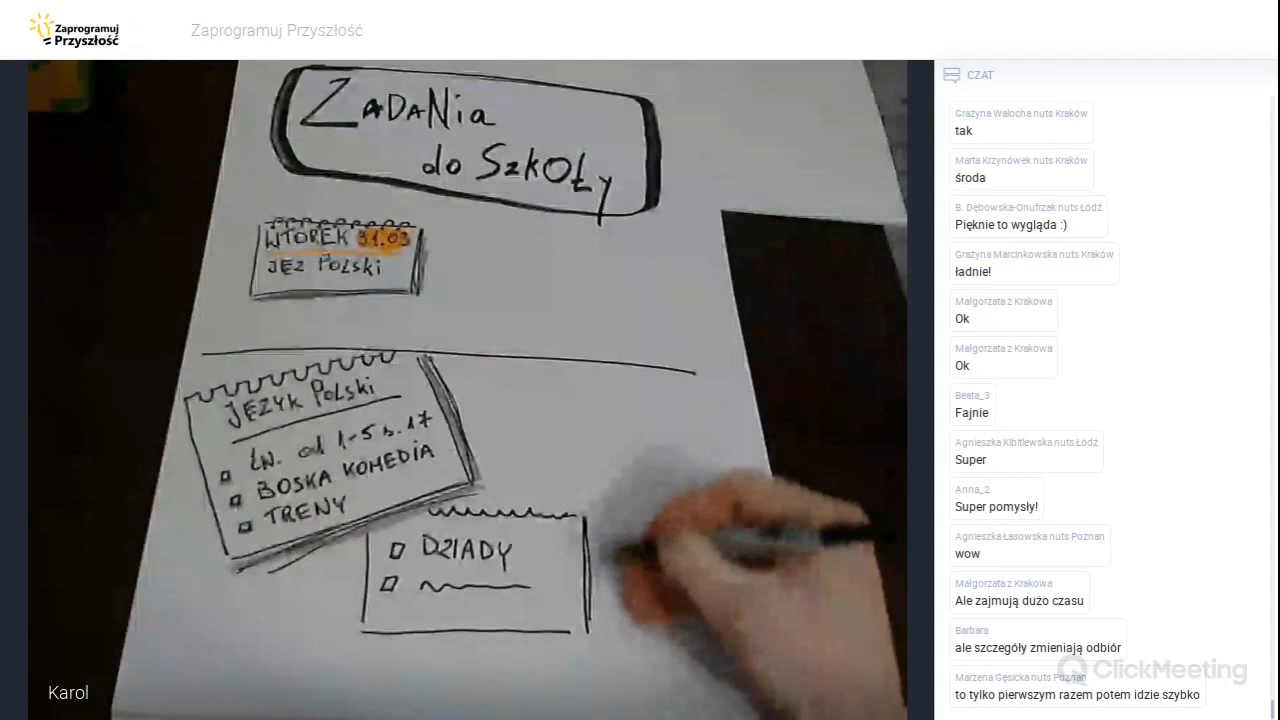 Zaprogramuj
Przyszłość
Zaprogramuj Przyszłość
ZADANia
do SZKOŁy
WTOREK 31.03
JĘZ POLSKi
JĘZYK POLSKi
ĆW. od 1-5 s. 17
BOSKA KOMEDIA
TRENY
DZIADY
Karol
CZAT
Grażyna Walocha nuts Kraków
tak
Marta Krzynówek nuts Kraków
środa
B. Dębowska-Onufrzak nuts Łódź
Pięknie to wygląda :)
Grażyna Marcinkowska nuts Kraków
ładnie!
Małgorzata z Krakowa
Ok
Małgorzata z Krakowa
Ok
Beata_3
Fajnie
Agnieszka Kibitlewska nuts Łódź
Super
Anna_2
Super pomysły!
Agnieszka Łasowska nuts Poznan
wow
Małgorzata z Krakowa
Ale zajmują dużo czasu
Barbara
ale szczegóły zmieniają odbiór
ClickMeeting
Marzena Gęsicka nuts Poznań
to tylko pierwszym razem potem idzie szybko